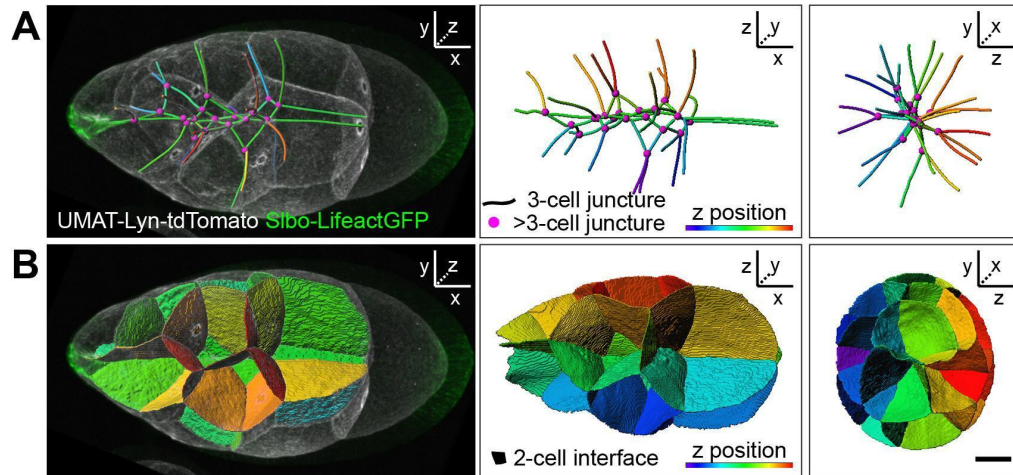 A
y z
x
z y
x
y x
z
UMAT-Lyn-tdTomato Slbo-LifeactGFP
3-cell juncture
>3-cell juncture
z position
B
y z
x
z y
x
y x
z
2-cell interface
z position